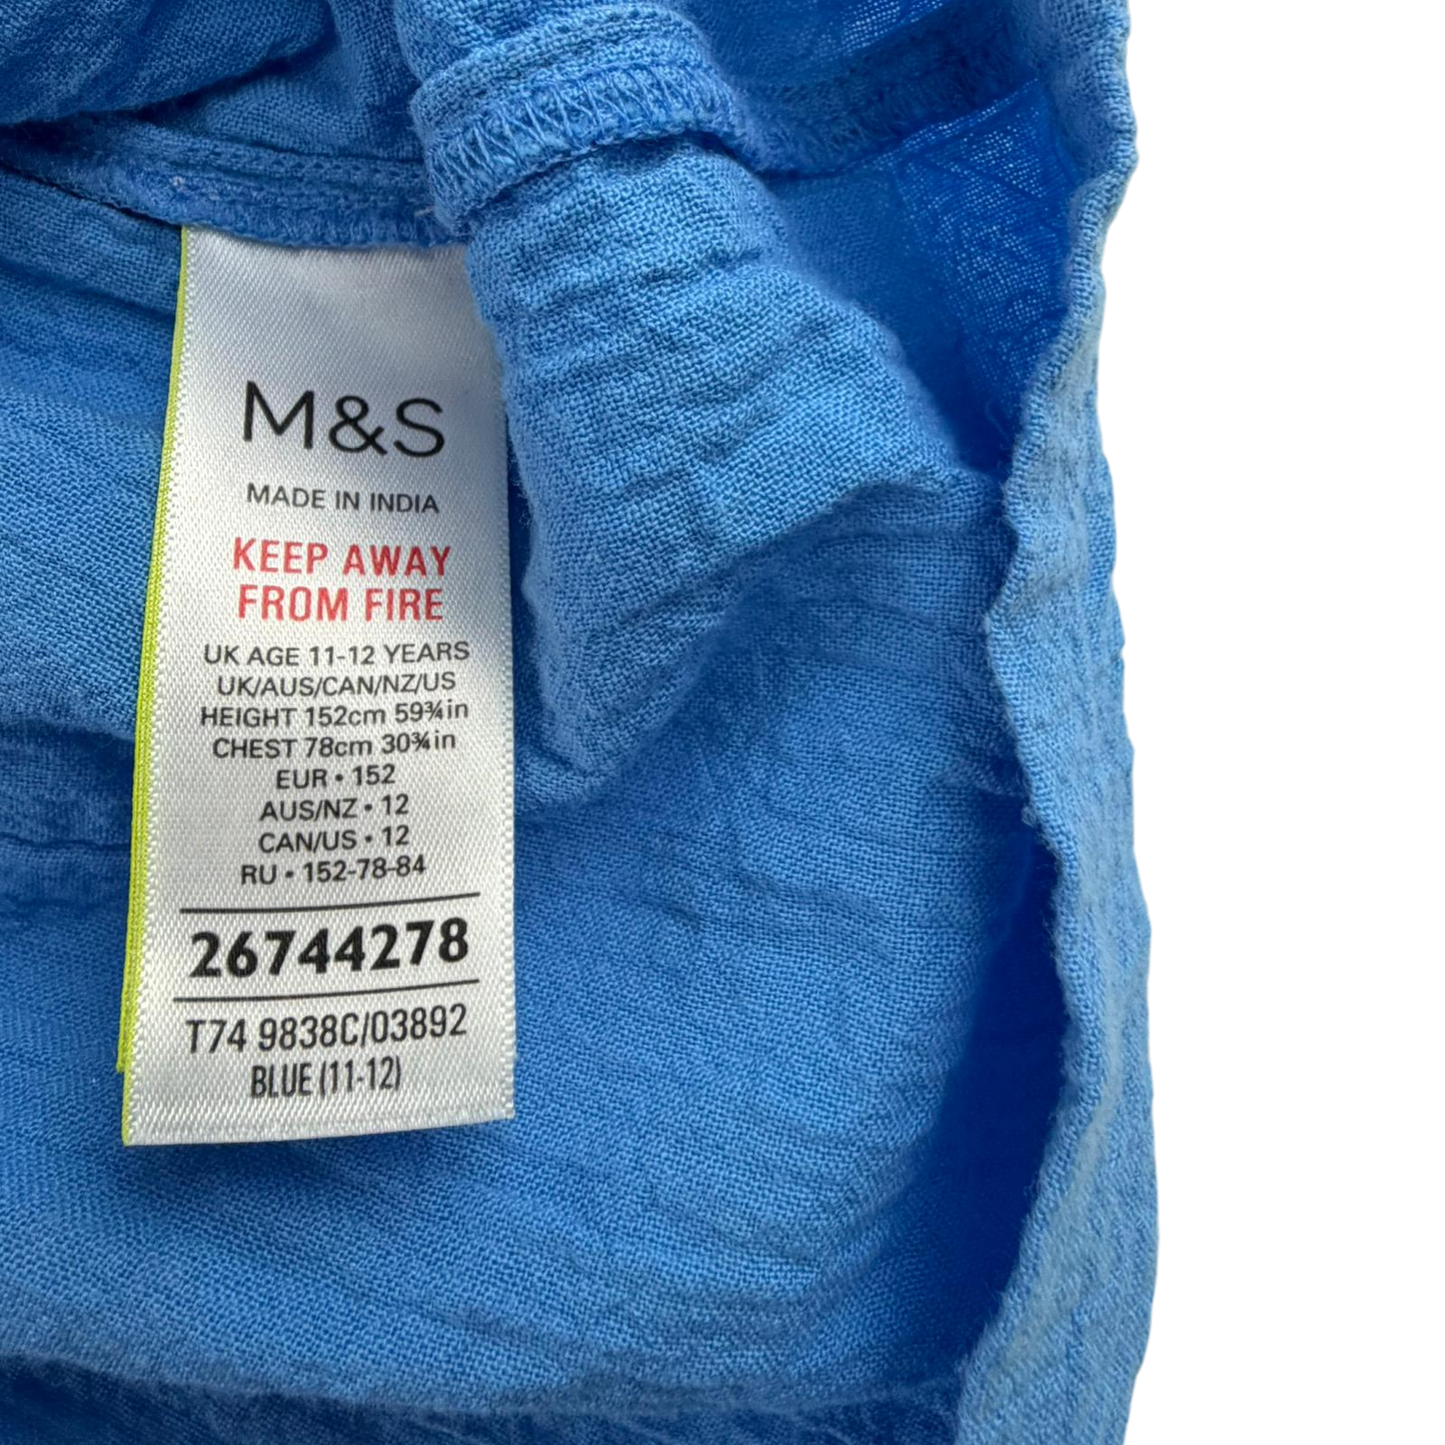 M&S
MADE IN INDIA
KEEP AWAY
FROM FIRE
UK AGE 11-12 YEARS
UK/AUS/CAN/NZ/US
HEIGHT 152cm 59¾in
CHEST 78cm 30¾in
EUR • 152
AUS/NZ • 12
CAN/US • 12
RU • 152-78-84
26744278
T74 9838C/03892
BLUE (11-12)